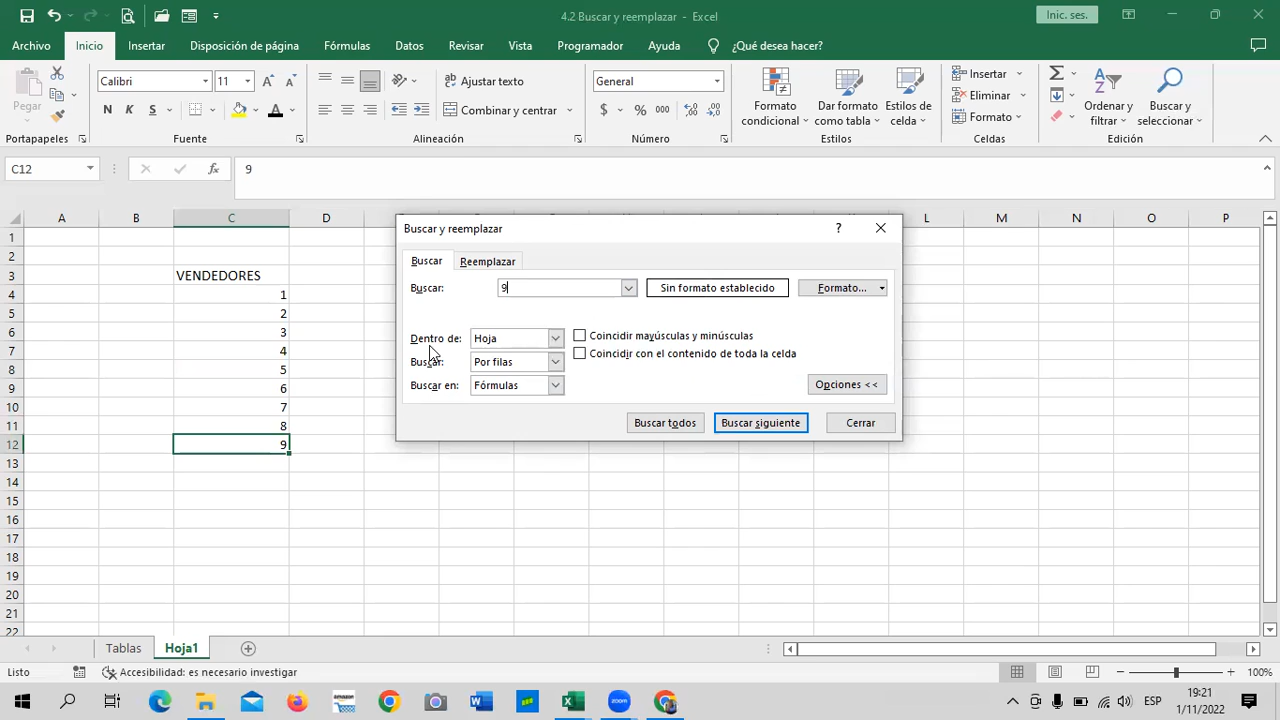 4.2 Buscar y reemplazar - Excel
Inic. ses.
Archivo Inicio Insertar Disposición de página Fórmulas Datos Revisar Vista Programador Ayuda ¿Qué desea hacer?
Pegar
Calibri 11
N K S
Ajustar texto
Combinar y centrar
General
$ % 000
Formato condicional
Dar formato como tabla
Estilos de celda
Insertar
Eliminar
Formato
Ordenar y filtrar
Buscar y seleccionar
Portapapeles Fuente Alineación Número Estilos Celdas Edición
C12 fx 9
A B C D L M N O P
1
2
3 VENDEDORES
4 1
5 2
6 3
7 4
8 5
9 6
10 7
11 8
12 9
13
14
15
16
17
18
19
20
21
22
Buscar y reemplazar ?
Buscar Reemplazar
Buscar: 9 Sin formato establecido Formato...
Dentro de: Hoja Coincidir mayúsculas y minúsculas
Buscar: Por filas Coincidir con el contenido de toda la celda
Buscar en: Fórmulas Opciones <<
Buscar todos Buscar siguiente Cerrar
Tablas Hoja1
Listo Accesibilidad: es necesario investigar 100%
ESP 19:21
1/11/2022